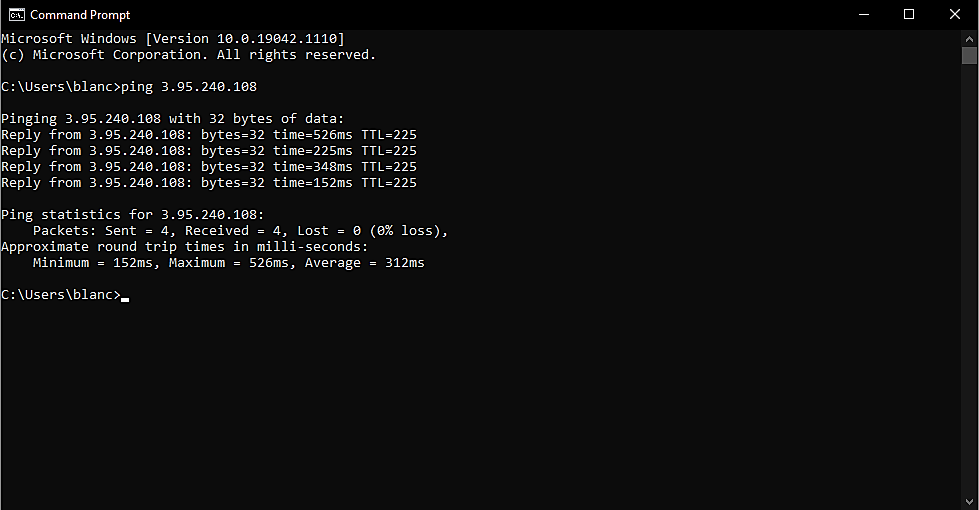 Command Prompt
Microsoft Windows [Version 10.0.19042.1110]
(c) Microsoft Corporation. All rights reserved.
C:\Users\blanc>ping 3.95.240.108
Pinging 3.95.240.108 with 32 bytes of data:
Reply from 3.95.240.108: bytes=32 time=526ms TTL=225
Reply from 3.95.240.108: bytes=32 time=225ms TTL=225
Reply from 3.95.240.108: bytes=32 time=348ms TTL=225
Reply from 3.95.240.108: bytes=32 time=152ms TTL=225
Ping statistics for 3.95.240.108:
    Packets: Sent = 4, Received = 4, Lost = 0 (0% loss),
Approximate round trip times in milli-seconds:
    Minimum = 152ms, Maximum = 526ms, Average = 312ms
C:\Users\blanc>